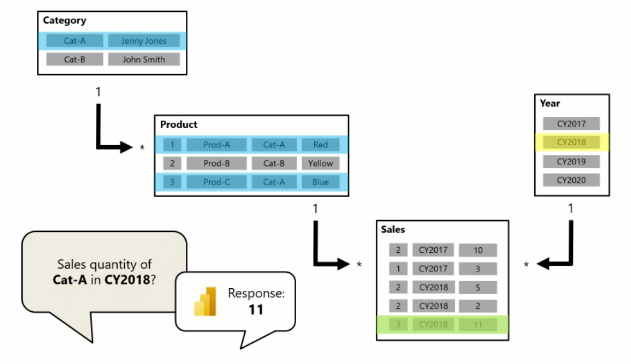 Category
Cat-A Jenny Jones
Cat-B John Smith
1
*
Product
1 Prod-A Cat-A Red
2 Prod-B Cat-B Yellow
3 Prod-C Cat-A Blue
1
*
Year
CY2017
CY2018
CY2019
CY2020
1
*
Sales
2 CY2017 10
1 CY2017 3
2 CY2018 5
2 CY2018 2
3 CY2018 11
Sales quantity of
Cat-A in CY2018?
Response:
11